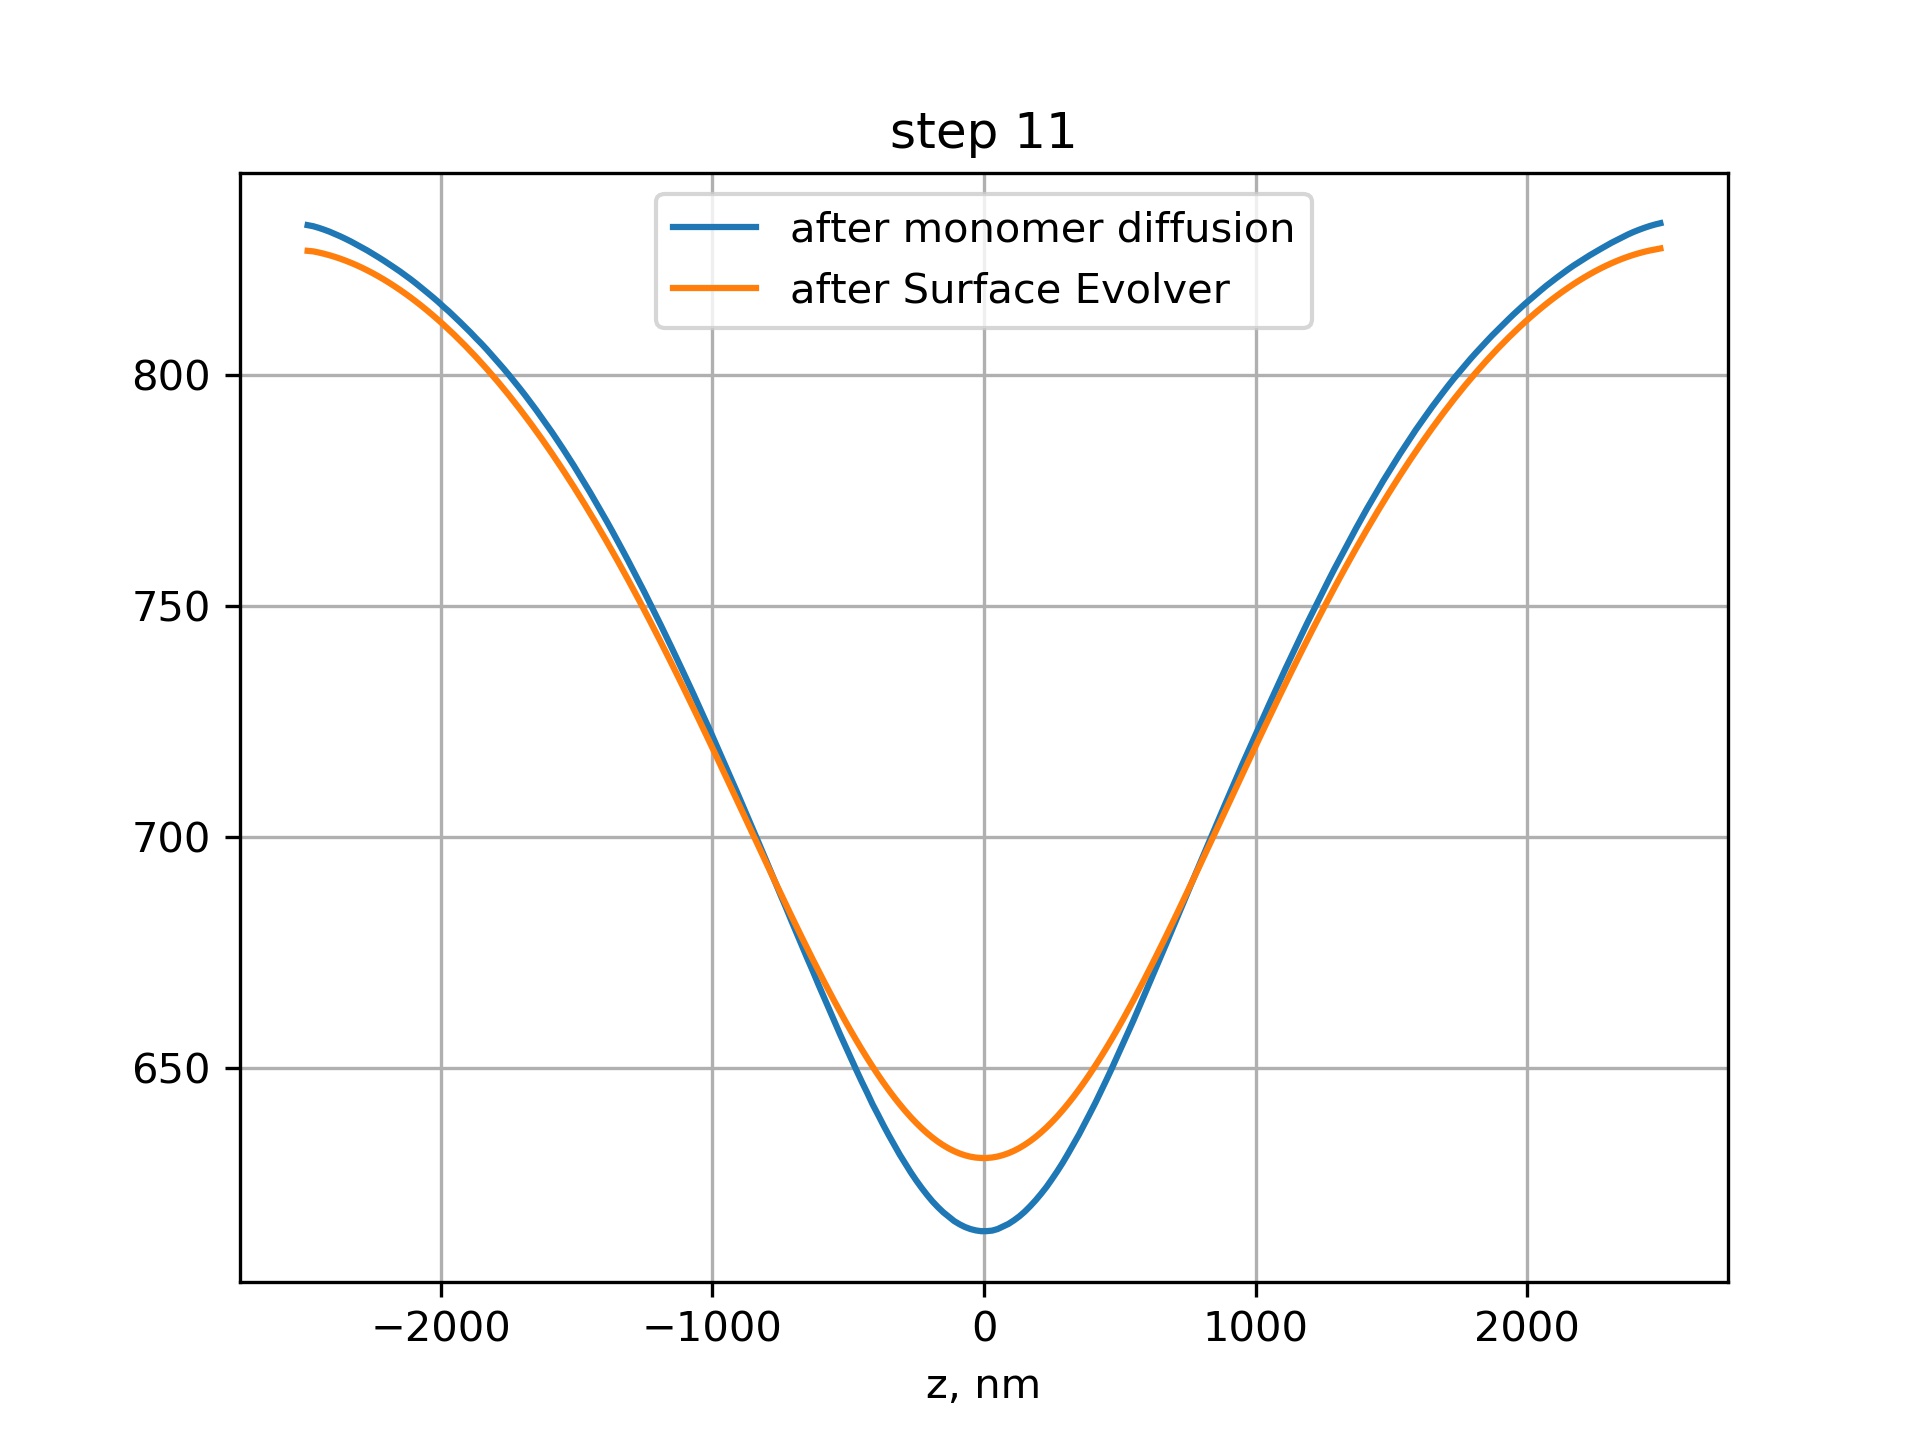 step 11
after monomer diffusion
after Surface Evolver
800
750
700
650
−2000
−1000
0
1000
2000
z, nm